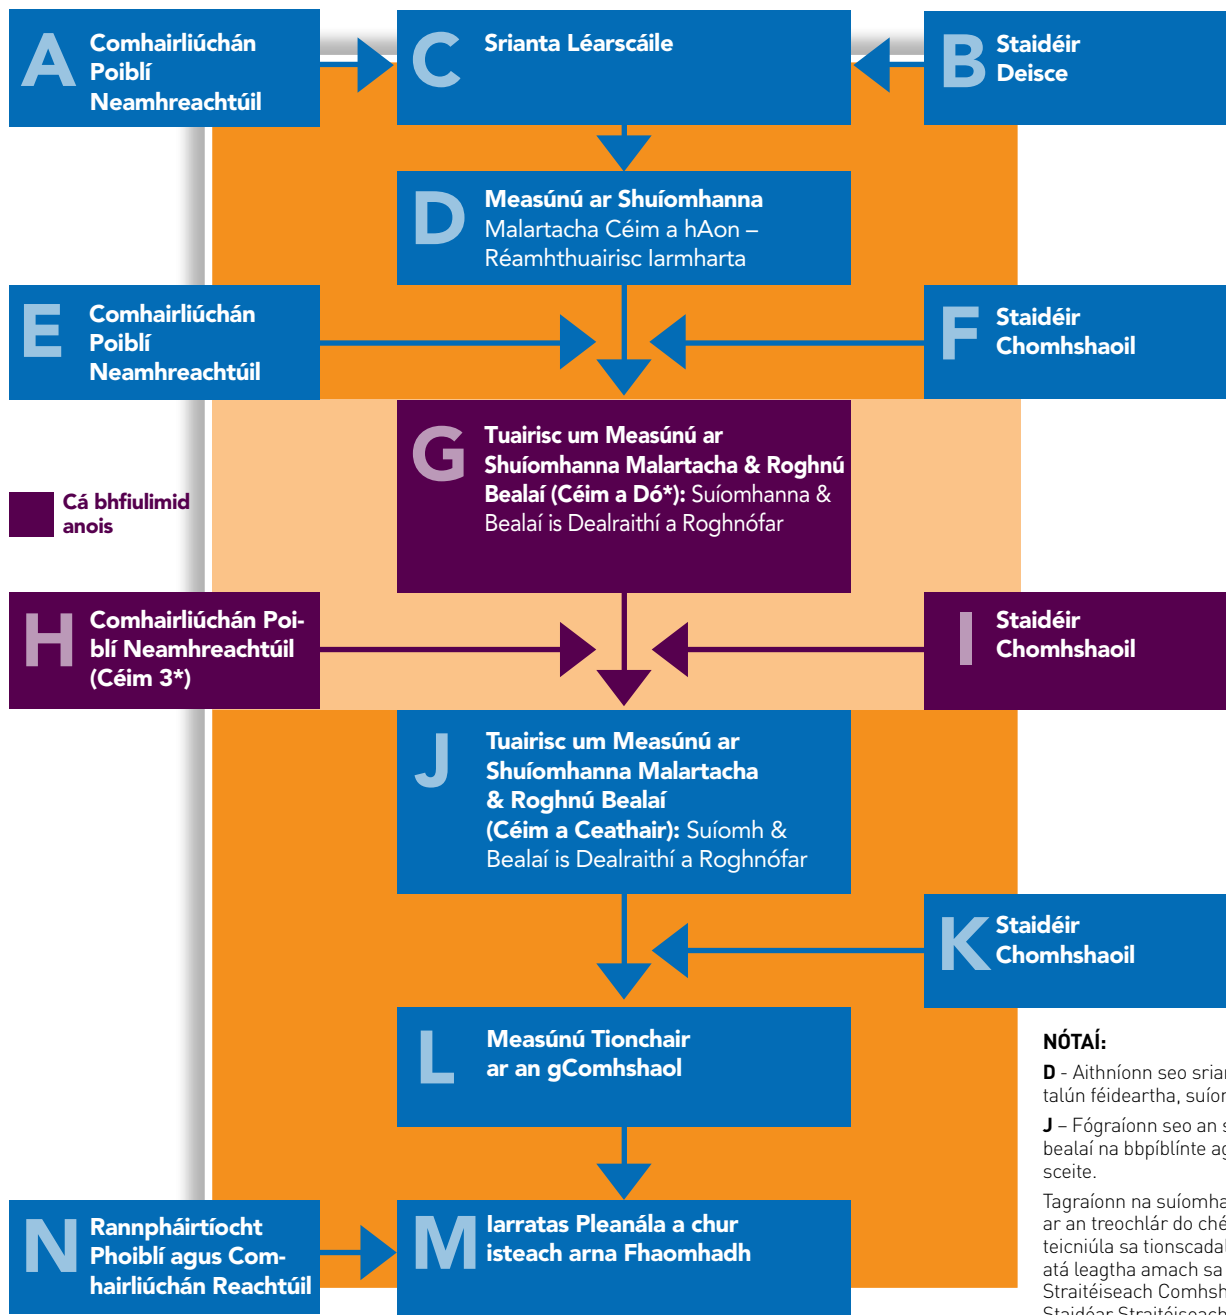 A
Comhairliúchán
Poiblí
Neamhreachtúil
C
Srianta Léarscáile
B
Staidéir
Deisce
D
Measúnú ar Shuíomhanna
Malartacha Céim a hAon –
Réamhthuairisc Iarmharta
E
Comhairliúchán
Poiblí
Neamhreachtúil
F
Staidéir
Chomhshaoil
G
Tuairisc um Measúnú ar
Shuíomhanna Malartacha & Roghnú
Bealaí (Céim a Dó*): Suíomhanna &
Bealaí is Dealraithí a Roghnófar
Cá bhfiulimid
anois
H
Comhairliúchán Poi-
blí Neamhreachtúil
(Céim 3*)
I
Staidéir
Chomhshaoil
J
Tuairisc um Measúnú ar
Shuíomhanna Malartacha
& Roghnú Bealaí
(Céim a Ceathair): Suíomh &
Bealaí is Dealraithí a Roghnófar
K
Staidéir
Chomhshaoil
L
Measúnú Tionchair
ar an gComhshaol
NÓTAÍ:
D - Aithníonn seo
talún féideartha,
J – Fógraíonn seo an
bealaí na bbpíblínte
sceite.
Tagraíonn na
ar an treochlár do
teicniúla sa
atá leagtha amach sa
Straitéiseach
Staidéar Straitéiseach
N
Rannpháirtíocht
Phoiblí agus Com-
hairliúchán Reachtúil
M
Iarratas Pleanála a chur
isteach arna Fhaomhadh